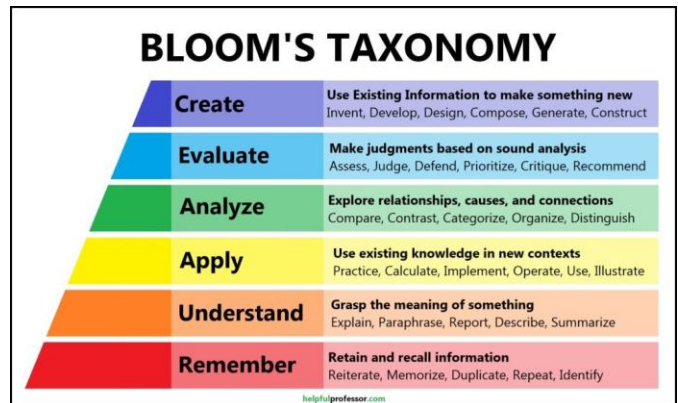 BLOOM'S TAXONOMY
Create
Use Existing Information to make something new
Invent, Develop, Design, Compose, Generate, Construct
Evaluate
Make judgments based on sound analysis
Assess, Judge, Defend, Prioritize, Critique, Recommend
Analyze
Explore relationships, causes, and connections
Compare, Contrast, Categorize, Organize, Distinguish
Apply
Use existing knowledge in new contexts
Practice, Calculate, Implement, Operate, Use, Illustrate
Understand
Grasp the meaning of something
Explain, Paraphrase, Report, Describe, Summarize
Remember
Retain and recall information
Reiterate, Memorize, Duplicate, Repeat, Identify
helpfulprofessor.com